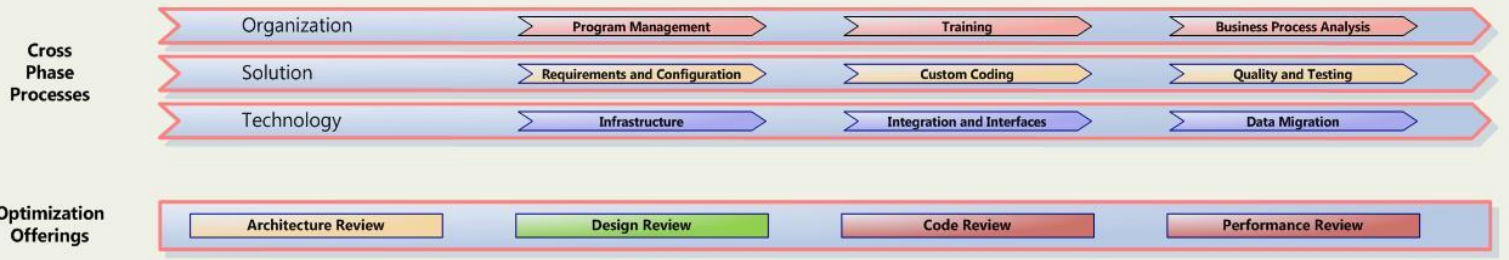 Cross
Phase
Processes
Organization
Program Management
Training
Business Process Analysis
Solution
Requirements and Configuration
Custom Coding
Quality and Testing
Technology
Infrastructure
Integration and Interfaces
Data Migration
Optimization
Offerings
Architecture Review
Design Review
Code Review
Performance Review